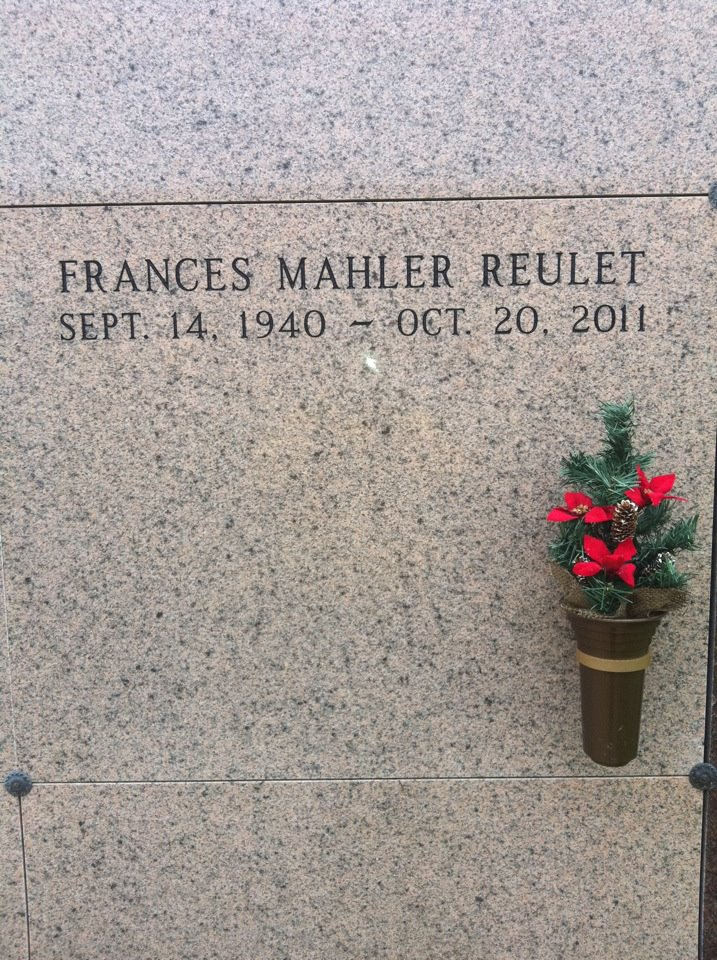 FRANCES MAHLER REULET
SEPT. 14, 1940 – OCT. 20, 2011